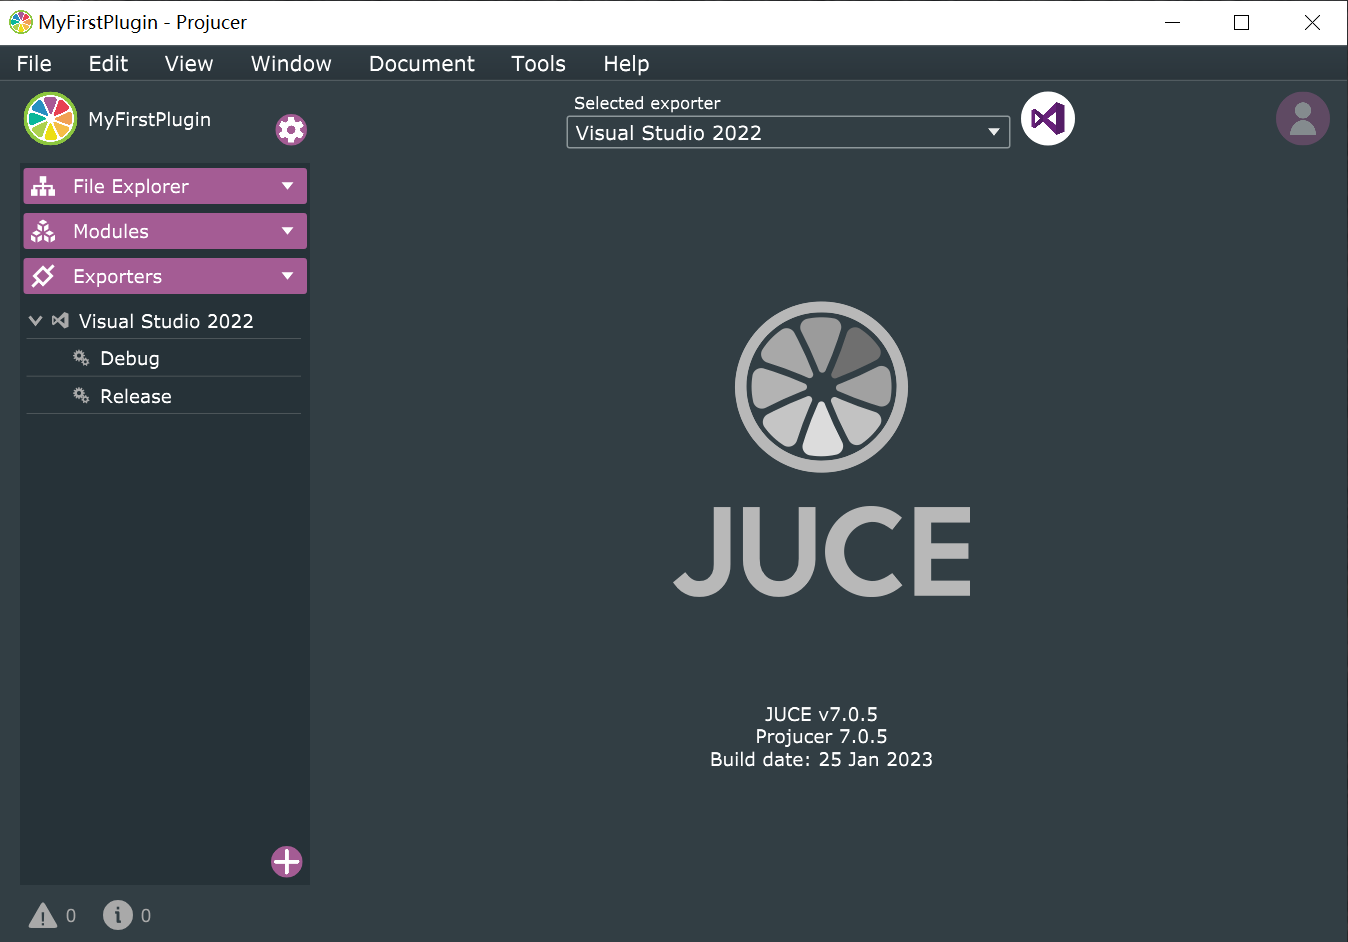 MyFirstPlugin - Projucer
File Edit View Window Document Tools Help
MyFirstPlugin
Selected exporter
Visual Studio 2022
File Explorer
Modules
Exporters
Visual Studio 2022
Debug
Release
JUCE
JUCE v7.0.5
Projucer 7.0.5
Build date: 25 Jan 2023
0 0